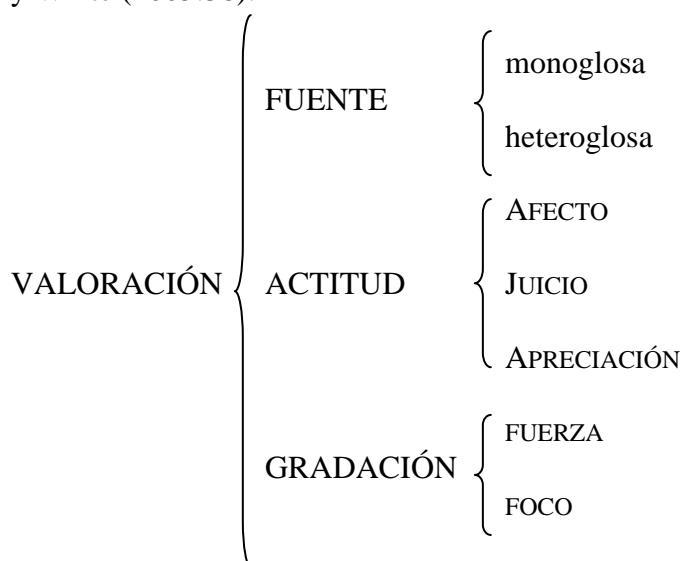 monoglosa
FUENTE
heteroglosa
AFECTO
VALORACIÓN
ACTITUD
JUICIO
APRECIACIÓN
FUERZA
GRADACIÓN
FOCO